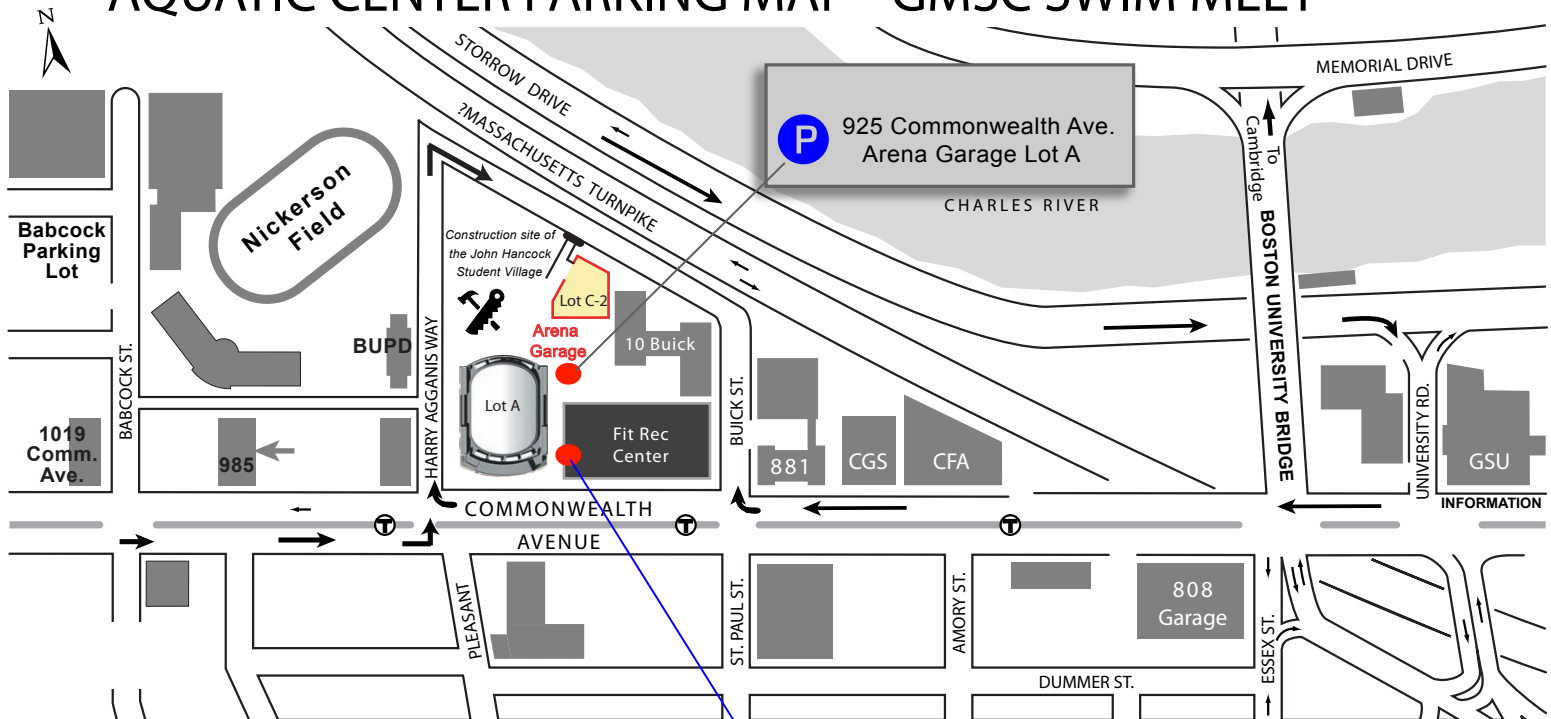 AQUATIC CENTER PARKING MAP - GMSC SWIM MEET
N
STORROW DRIVE
?MASSACHUSETTS TURNPIKE
MEMORIAL DRIVE
P
925 Commonwealth Ave.
Arena Garage Lot A
CHARLES RIVER
To
Cambridge
BOSTON UNIVERSITY BRIDGE
Nickerson
Field
Babcock
Parking
Lot
Construction site of
the John Hancock
Student Village
Lot C-2
Arena
Garage
10 Buick
BUPD
HARRY AGGANIS WAY
BABCOCK ST.
Lot A
Fit Rec
Center
BUICK ST.
1019
Comm.
Ave.
985
881
CGS
CFA
UNIVERSITY RD.
GSU
INFORMATION
COMMONWEALTH
T
T
T
AVENUE
PLEASANT
ST. PAUL ST.
AMORY ST.
808
Garage
ESSEX ST.
DUMMER ST.